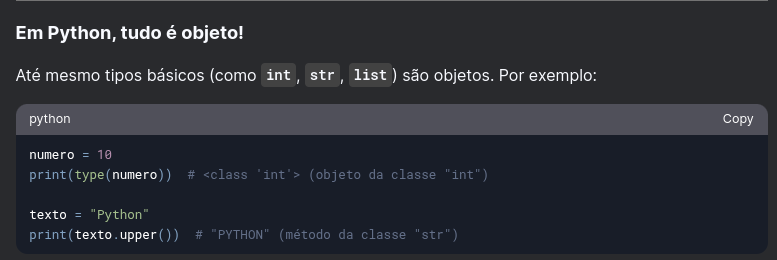 Em Python, tudo é objeto!
Até mesmo tipos básicos (como int, str, list) são objetos. Por exemplo:
python Copy
numero = 10
print(type(numero))  # <class 'int'> (objeto da classe "int")
texto = "Python"
print(texto.upper())  # "PYTHON" (método da classe "str")